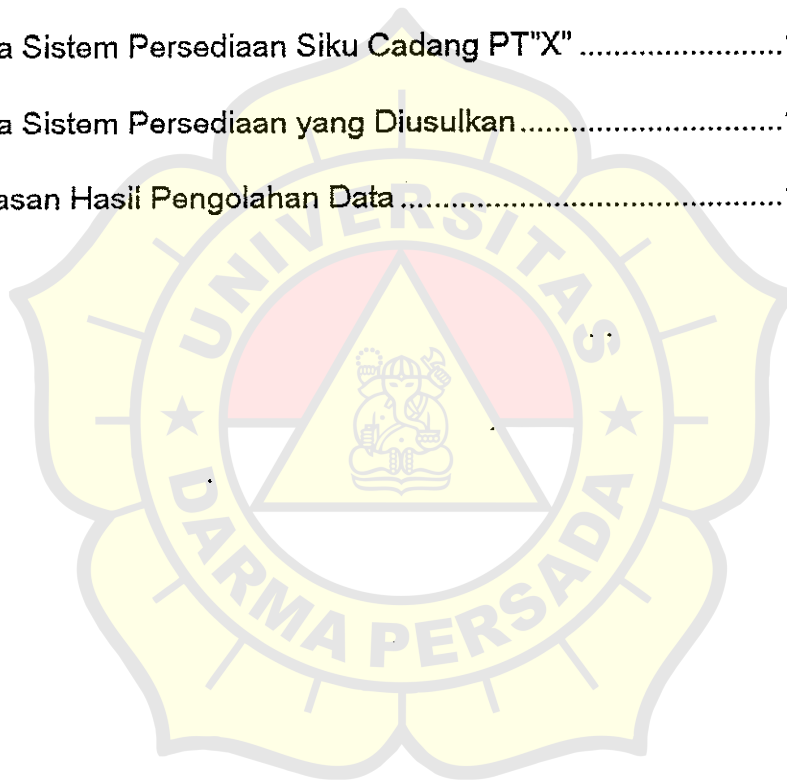 a Sistem Persediaan Siku Cadang PT"X" ........................
a Sistem Persediaan yang Diusulkan ..............................
asan Hasil Pengolahan Data ............................................
UNIVERSITAS
DARMA PERSADA